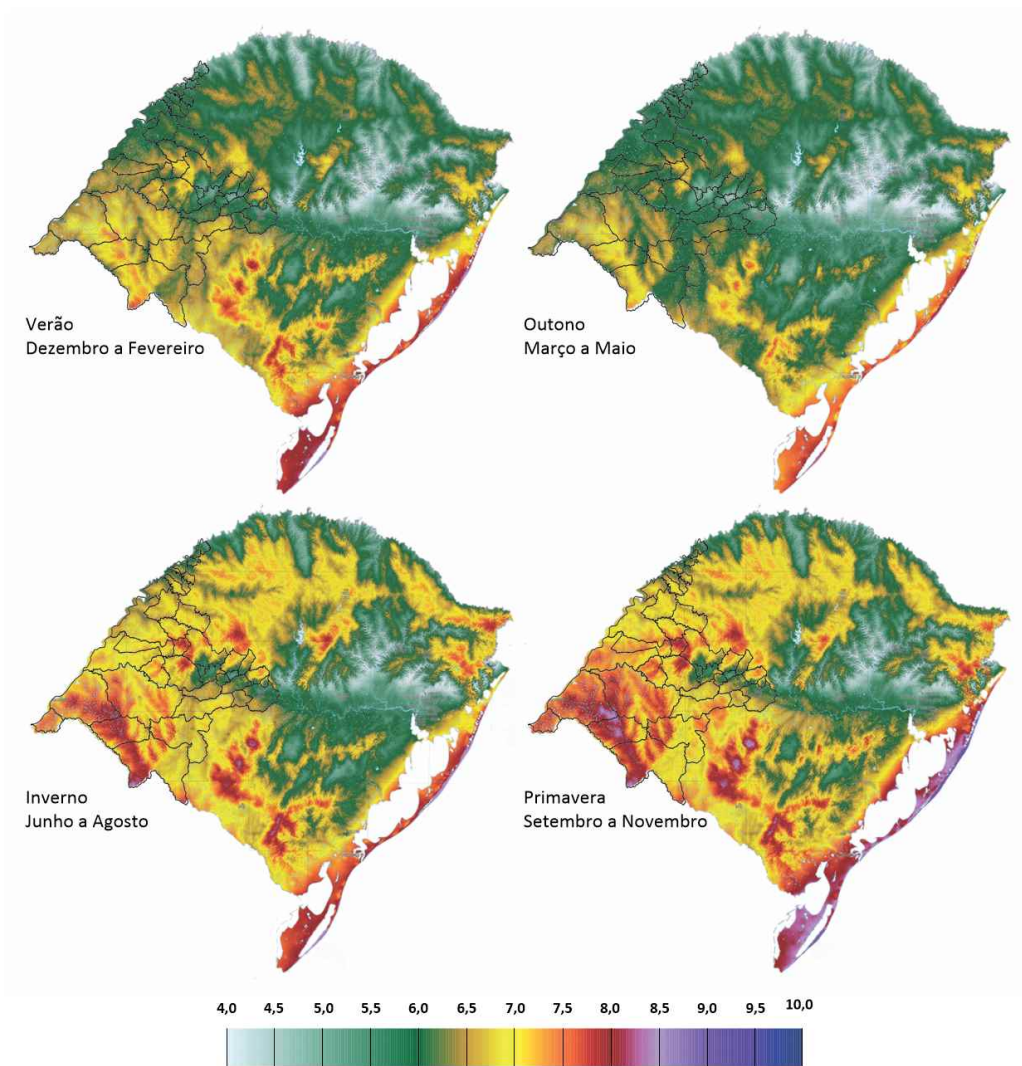 Verão
Dezembro a Fevereiro
Outono
Março a Maio
Inverno
Junho a Agosto
Primavera
Setembro a Novembro
4,0 4,5 5,0 5,5 6,0 6,5 7,0 7,5 8,0 8,5 9,0 9,5 10,0